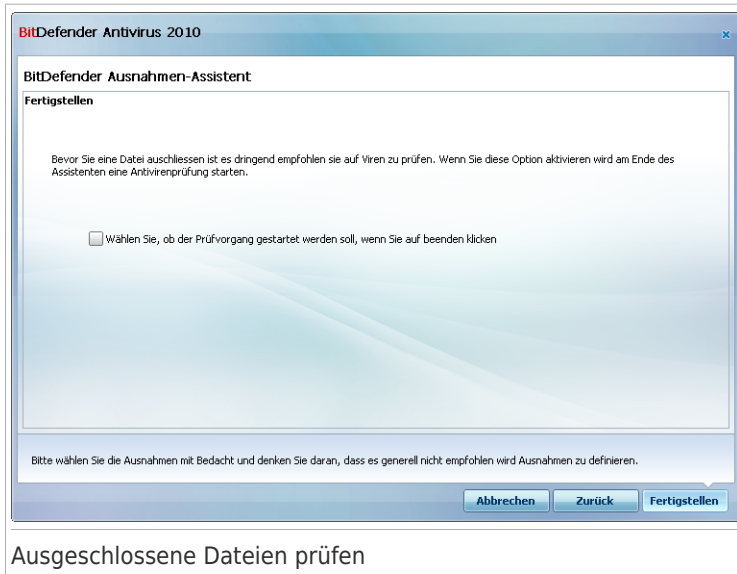 BitDefender Antivirus 2010
BitDefender Ausnahmen-Assistent
Fertigstellen
Bevor Sie eine Datei auschliessen ist es dringend empfohlen sie auf Viren zu prüfen. Wenn Sie diese Option aktivieren wird am Ende des
Assistenten eine Antivirenprüfung starten.
Wählen Sie, ob der Prüfvorgang gestartet werden soll, wenn Sie auf beenden klicken
Bitte wählen Sie die Ausnahmen mit Bedacht und denken Sie daran, dass es generell nicht empfohlen wird Ausnahmen zu definieren.
Abbrechen Zurück Fertigstellen
Ausgeschlossene Dateien prüfen